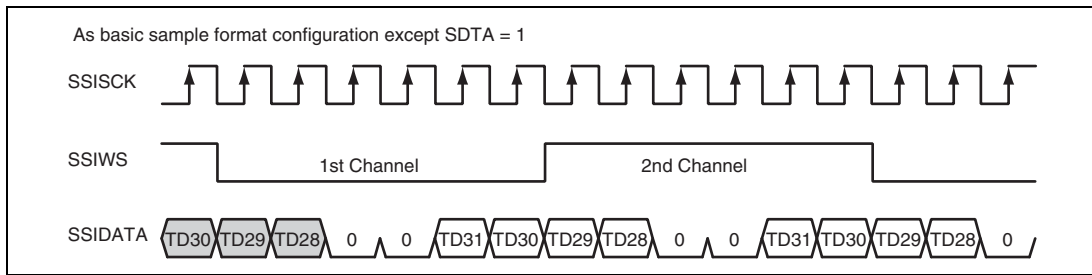 As basic sample format configuration except SDTA = 1
SSISCK
SSIWS
1st Channel
2nd Channel
SSIDATA
TD30 TD29 TD28 0 0 TD31 TD30 TD29 TD28 0 0 TD31 TD30 TD29 TD28 0